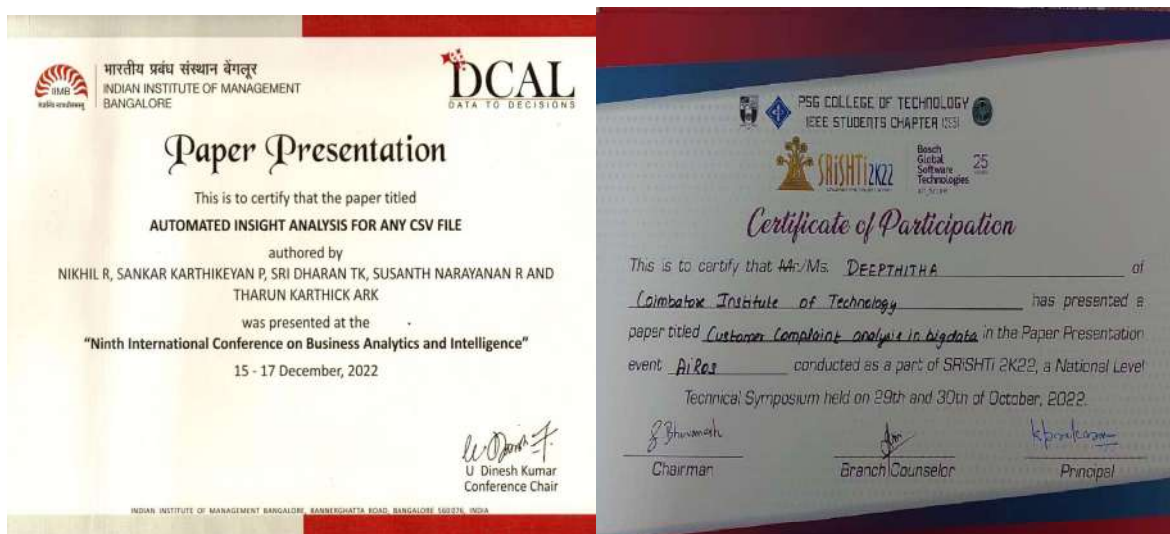 IIMB
भारतीय प्रबंध संस्थान बेंगलूर
INDIAN INSTITUTE OF MANAGEMENT
BANGALORE
DCAL
DATA TO DECISIONS
Paper Presentation
This is to certify that the paper titled
AUTOMATED INSIGHT ANALYSIS FOR ANY CSV FILE
authored by
NIKHIL R, SANKAR KARTHIKEYAN P, SRI DHARAN TK, SUSANTH NARAYANAN R AND
THARUN KARTHICK ARK
was presented at the
“Ninth International Conference on Business Analytics and Intelligence”
15 - 17 December, 2022
U Dinesh Kumar
Conference Chair
INDIAN INSTITUTE OF MANAGEMENT BANGALORE, BANNERGHATTA ROAD, BANGALORE 560076, INDIA
PSG COLLEGE OF TECHNOLOGY
IEEE STUDENTS CHAPTER
SRiSHTi 2K22
Bosch
Global
Software
Technologies
25
Certificate of Participation
This is to certify that Mr./Ms. DEEPTHITHA of
Coimbatore Institute of Technology has presented a
paper titled Customer Complaint analysis in bigdata in the Paper Presentation
event AiRos conducted as a part of SRiSHTi 2K22, a National Level
Technical Symposium held on 29th and 30th of October, 2022.
Chairman
Branch Counselor
Principal